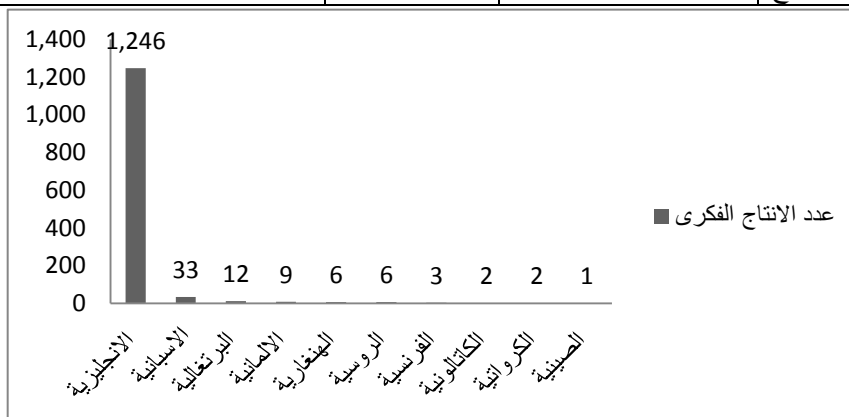 1,400
1,246
1,200
1,000
800
600
400
200
0
33
12
9
6
6
3
2
2
1
الانجليزية
الاسبانية
البرتغالية
الالمانية
الهنغارية
الروسية
الفرنسية
الكاتالونية
الكرواتية
الصينية
عدد الانتاج الفكرى